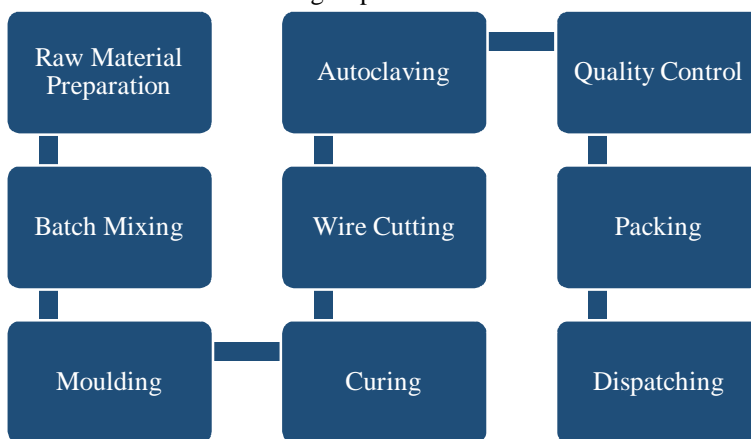 Raw Material
Preparation
Batch Mixing
Moulding
Curing
Wire Cutting
Autoclaving
Quality Control
Packing
Dispatching